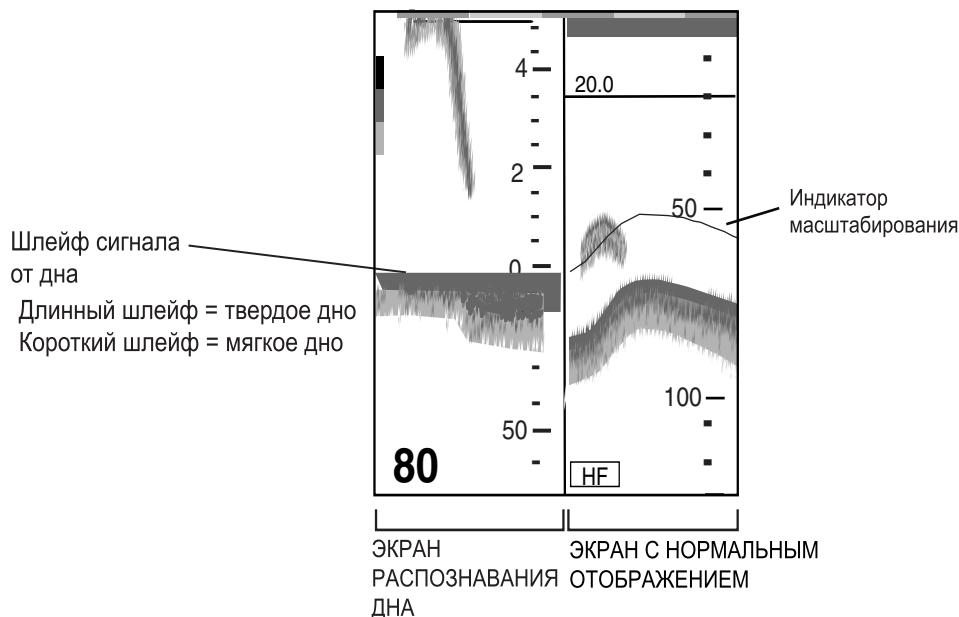 4
2
0
50
80
20.0
50
100
HF
Индикатор
масштабирования
Шлейф сигнала
от дна
Длинный шлейф = твердое дно
Короткий шлейф = мягкое дно
ЭКРАН
РАСПОЗНАВАНИЯ
ДНА
ЭКРАН С НОРМАЛЬНЫМ
ОТОБРАЖЕНИЕМ